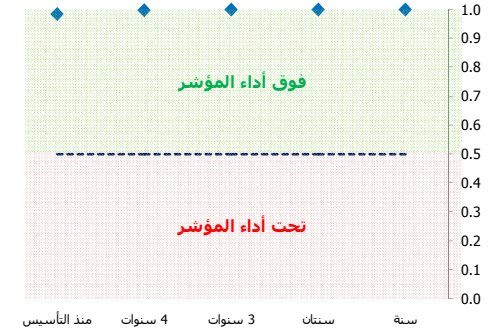 1.0
0.9
0.8
فوق أداء المؤشر
0.7
0.6
0.5
0.4
0.3
تحت أداء المؤشر
0.2
0.1
0.0
سنة
سنتان
3 سنوات
4 سنوات
منذ التأسيس